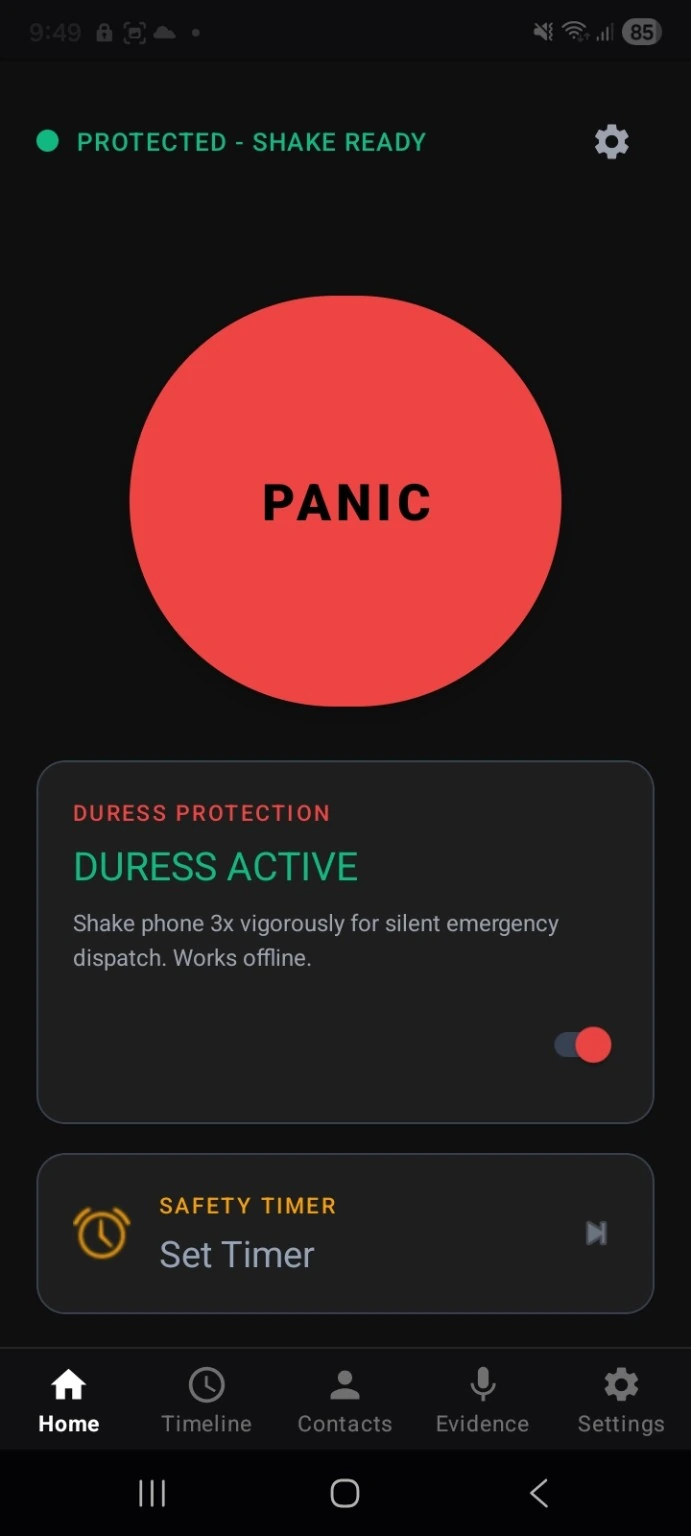 9:49
85
PROTECTED - SHAKE READY
PANIC
DURESS PROTECTION
DURESS ACTIVE
Shake phone 3x vigorously for silent emergency
dispatch. Works offline.
SAFETY TIMER
Set Timer
Home
Timeline
Contacts
Evidence
Settings